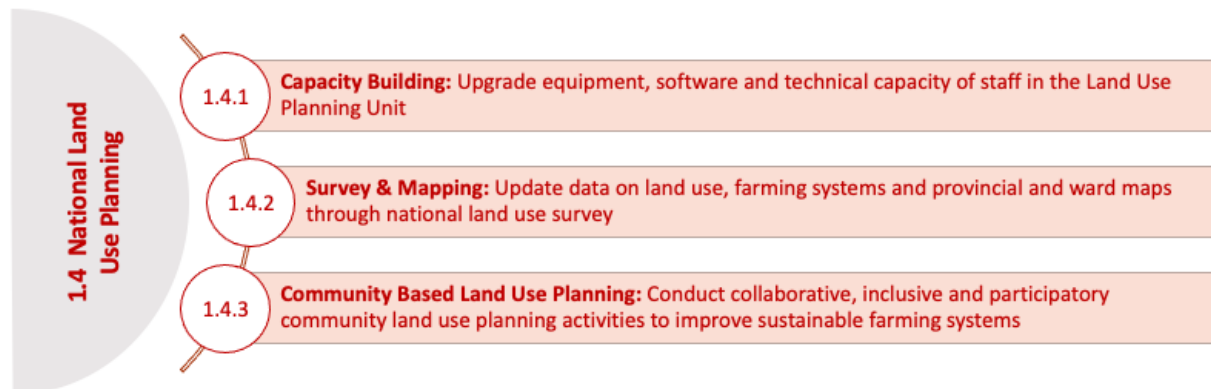 1.4 National Land
Use Planning
1.4.1
Capacity Building: Upgrade equipment, software and technical capacity of staff in the Land Use
Planning Unit
1.4.2
Survey & Mapping: Update data on land use, farming systems and provincial and ward maps
through national land use survey
1.4.3
Community Based Land Use Planning: Conduct collaborative, inclusive and participatory
community land use planning activities to improve sustainable farming systems